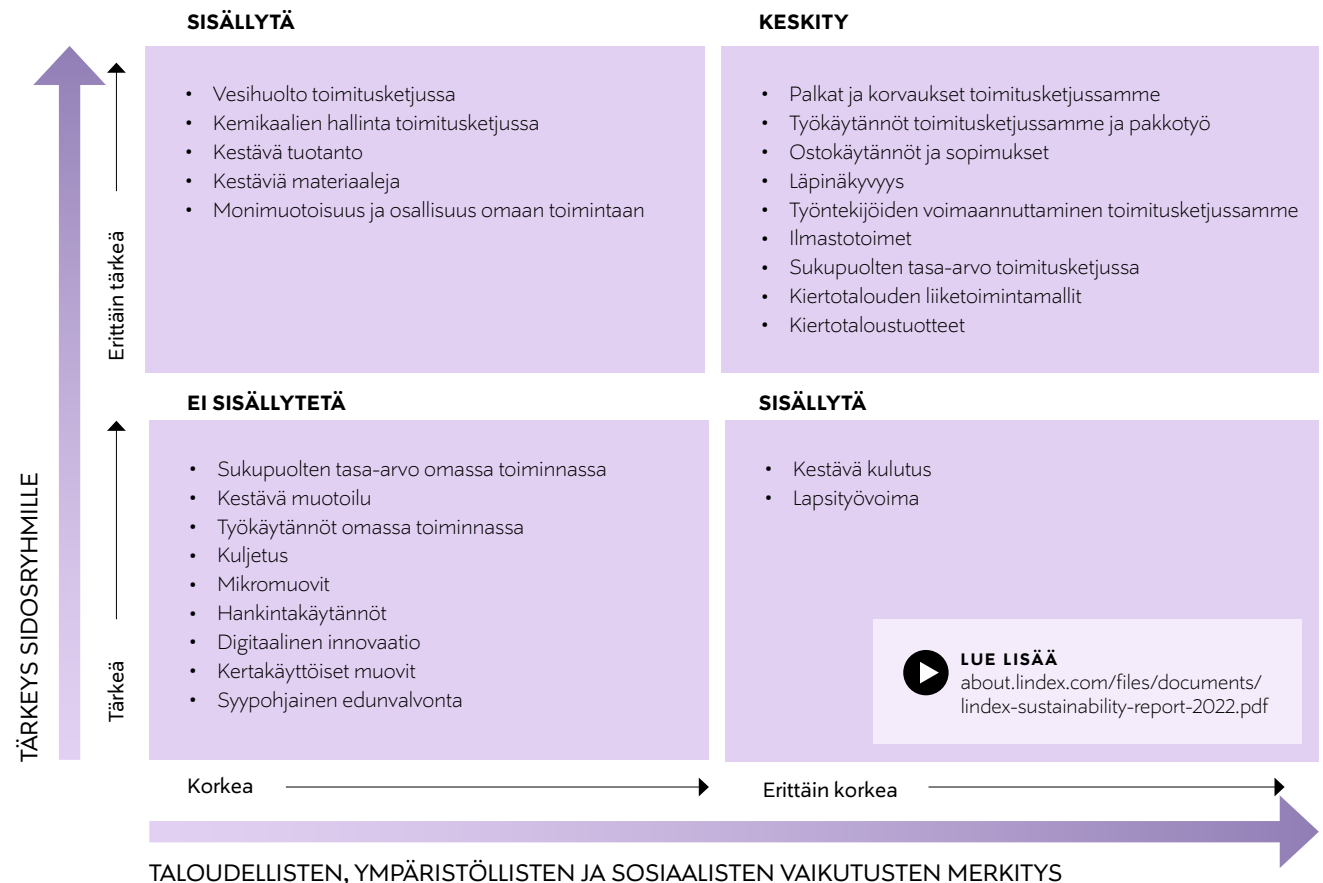 SISÄLLYTÄ
• Vesihuolto toimitusketjussa
• Kemikaalien hallinta toimitusketjussa
• Kestävä tuotanto
• Kestäviä materiaaleja
• Monimuotoisuus ja osallisuus omaan toimintaan
KESKITY
• Palkat ja korvaukset toimitusketjussamme
• Työkäytännöt toimitusketjussamme ja pakkotyö
• Ostokäytännöt ja sopimukset
• Läpinäkyvyys
• Työntekijöiden voimaannuttaminen toimitusketjussamme
• Ilmastotoimet
• Sukupuolten tasa-arvo toimitusketjussa
• Kiertotalouden liiketoimintamallit
• Kiertotaloustuotteet
EI SISÄLLYTETÄ
• Sukupuolten tasa-arvo omassa toiminnassa
• Kestävä muotoilu
• Työkäytännöt omassa toiminnassa
• Kuljetus
• Mikromuovit
• Hankintakäytännöt
• Digitaalinen innovaatio
• Kertakäyttöiset muovit
• Syypohjainen edunvalvonta
SISÄLLYTÄ
• Kestävä kulutus
• Lapsityövoima
LUE LISÄÄ
about.lindex.com/files/documents/
lindex-sustainability-report-2022.pdf
TÄRKEYS SIDOSRYHMILLE
Erittäin tärkeä
Tärkeä
Korkea
Erittäin korkea
TALOUDELLISTEN, YMPÄRISTÖLLISTEN JA SOSIAALISTEN VAIKUTUSTEN MERKITYS